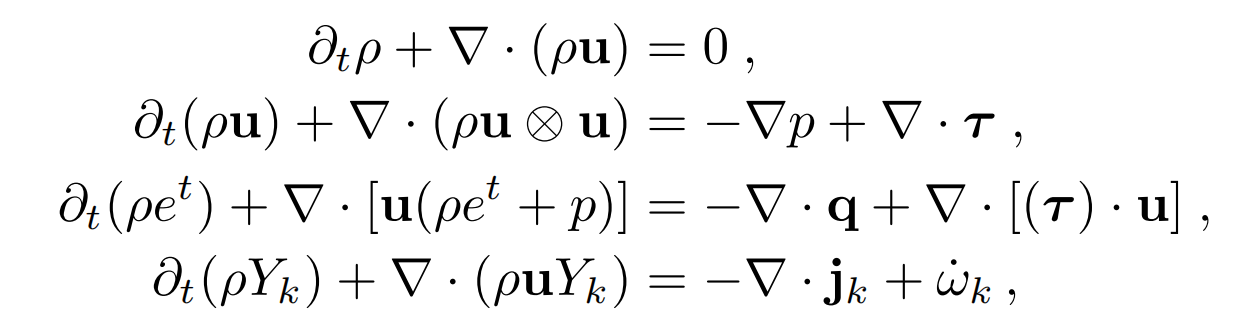 ∂ₜρ + ∇ · (ρ𝐮) = 0 ,
∂ₜ(ρ𝐮) + ∇ · (ρ𝐮 ⊗ 𝐮) = −∇p + ∇ · 𝝉 ,
∂ₜ(ρeᵗ) + ∇ · [𝐮(ρeᵗ + p)] = −∇ · 𝐪 + ∇ · [(𝝉) · 𝐮] ,
∂ₜ(ρYₖ) + ∇ · (ρ𝐮Yₖ) = −∇ · 𝐣ₖ + ω̇ₖ ,